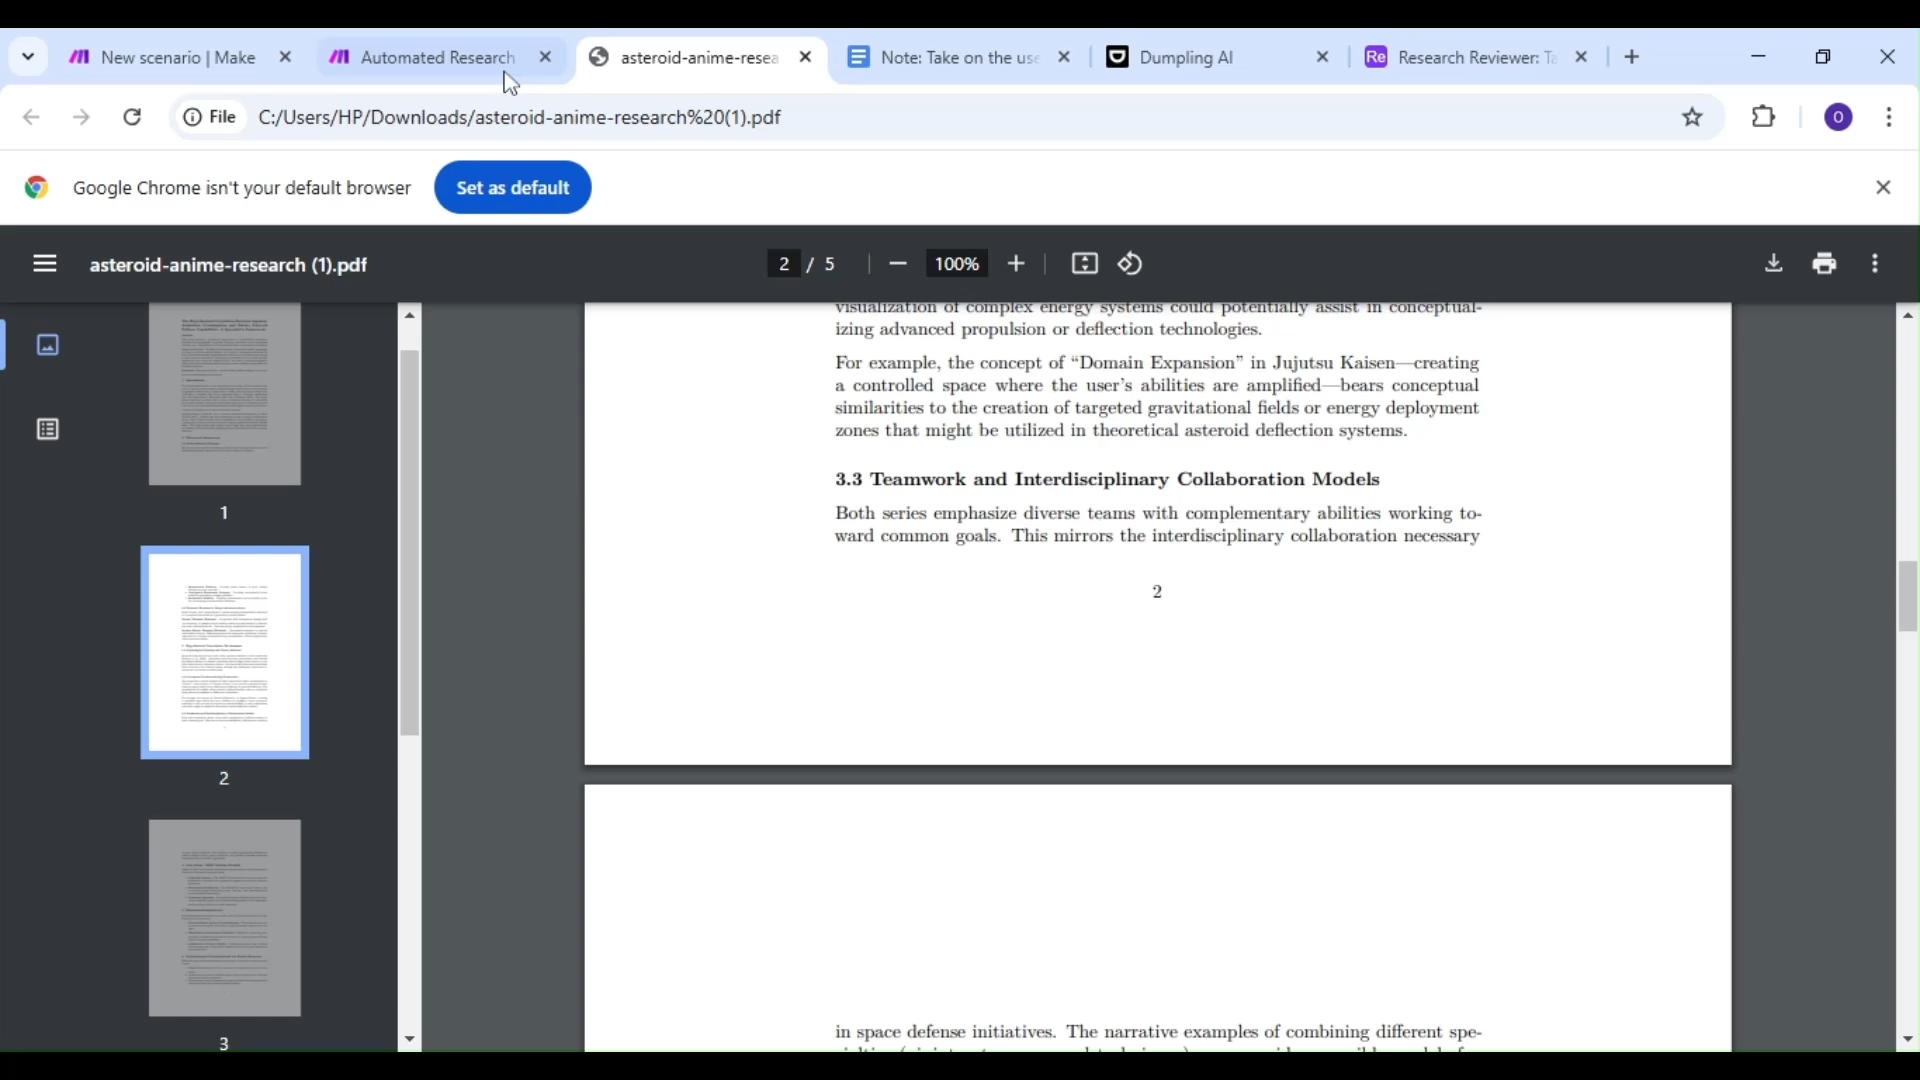 New scenario | Make
Automated Research
asteroid-anime-resea
Note: Take on the use
Dumpling AI
Re
Research Reviewer: Ta
File
C:/Users/HP/Downloads/asteroid-anime-research%20(1).pdf
O
Google Chrome isn't your default browser
Set as default
asteroid-anime-research (1).pdf
2 / 5
100%
visualization of complex energy systems could potentially assist in conceptual-
izing advanced propulsion or deflection technologies.
For example, the concept of “Domain Expansion” in Jujutsu Kaisen—creating
a controlled space where the user’s abilities are amplified—bears conceptual
similarities to the creation of targeted gravitational fields or energy deployment
zones that might be utilized in theoretical asteroid deflection systems.
3.3 Teamwork and Interdisciplinary Collaboration Models
Both series emphasize diverse teams with complementary abilities working to-
ward common goals. This mirrors the interdisciplinary collaboration necessary
2
in space defense initiatives. The narrative examples of combining different spe-
1
2
3